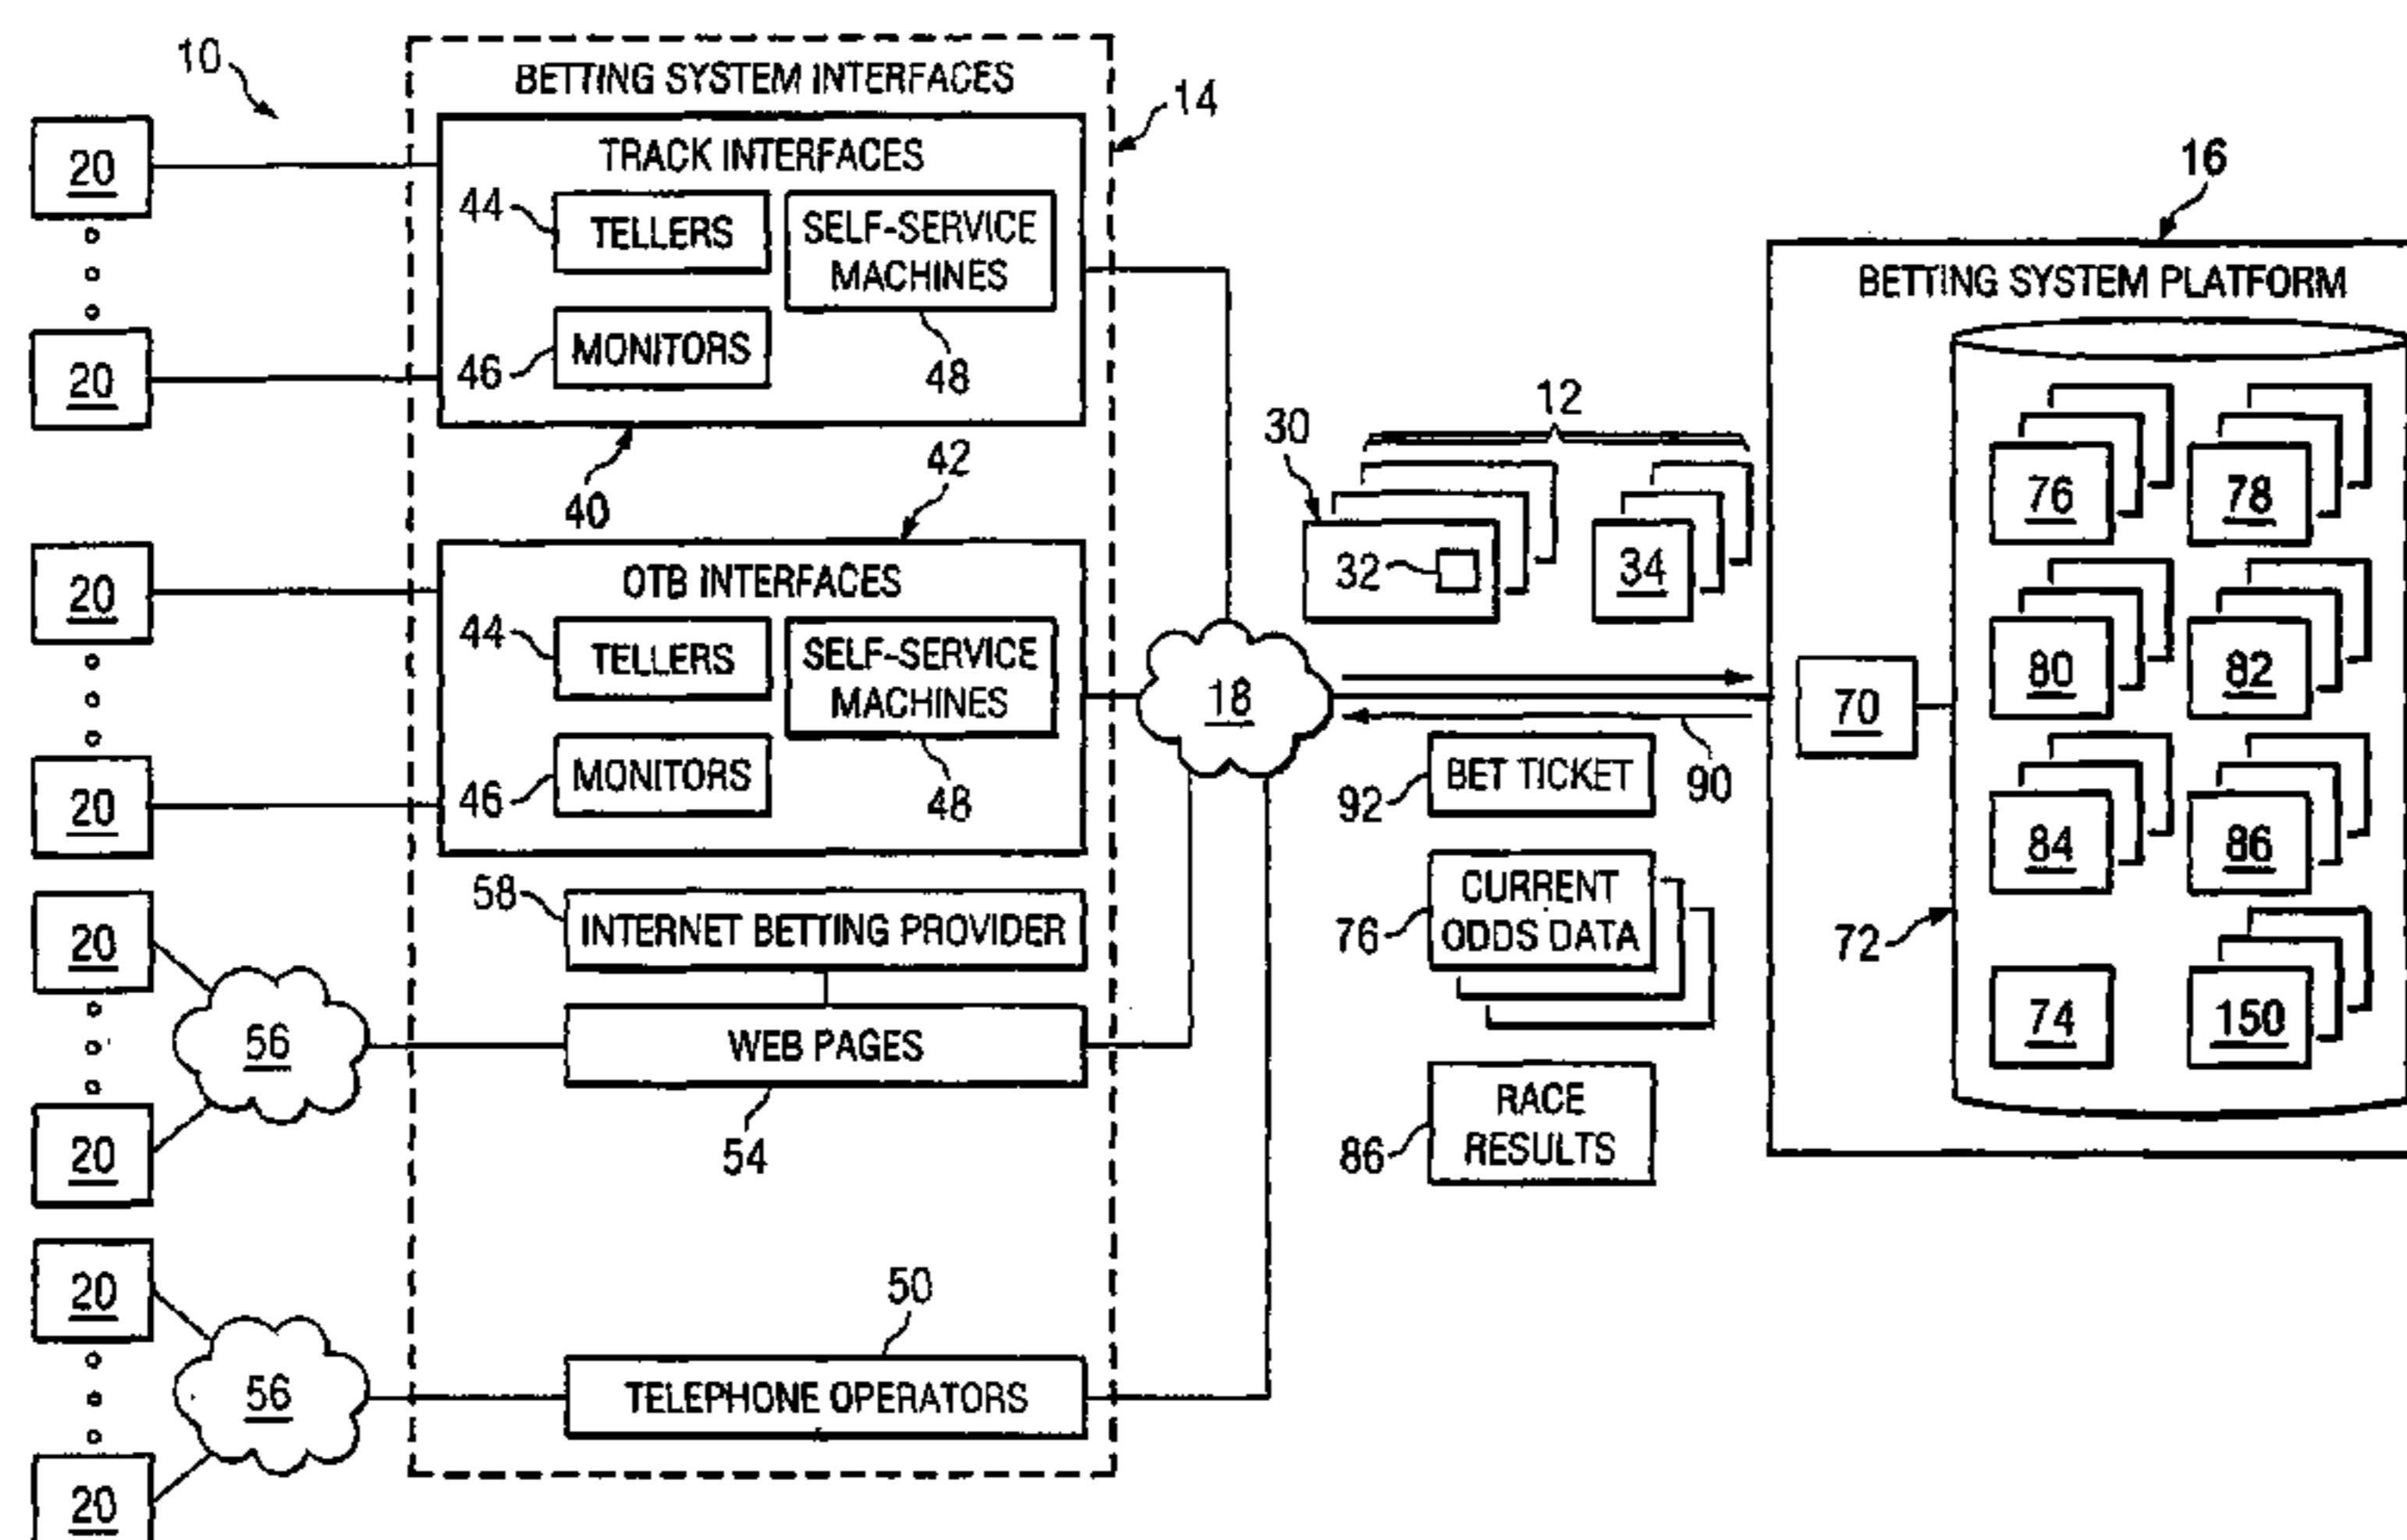 10
BETTING SYSTEM INTERFACES
14
20
TRACK INTERFACES
44
TELLERS
SELF-SERVICE
MACHINES
46
MONITORS
48
20
40
42
20
OTB INTERFACES
44
TELLERS
SELF-SERVICE
MACHINES
46
MONITORS
48
20
58
INTERNET BETTING PROVIDER
20
56
WEB PAGES
54
20
20
50
56
TELEPHONE OPERATORS
20
18
12
30
32
34
90
92
BET TICKET
76
CURRENT
ODDS DATA
86
RACE
RESULTS
16
BETTING SYSTEM PLATFORM
76
78
80
82
70
84
86
72
74
150